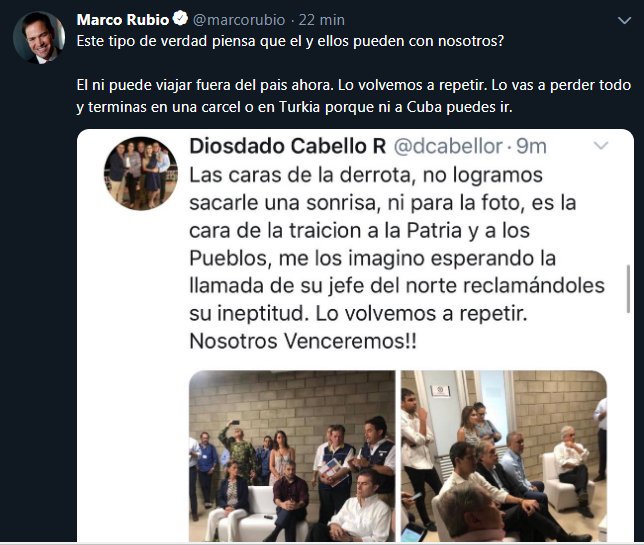 Marco Rubio @marcorubio · 22 min
Este tipo de verdad piensa que el y ellos pueden con nosotros?
El ni puede viajar fuera del pais ahora. Lo volvemos a repetir. Lo vas a perder todo
y terminas en una carcel o en Turkia porque ni a Cuba puedes ir.
Diosdado Cabello R @dcabellor · 9m
Las caras de la derrota, no logramos
sacarle una sonrisa, ni para la foto, es la
cara de la traicion a la Patria y a los
Pueblos, me los imagino esperando la
llamada de su jefe del norte reclamándoles
su ineptitud. Lo volvemos a repetir.
Nosotros Venceremos!!